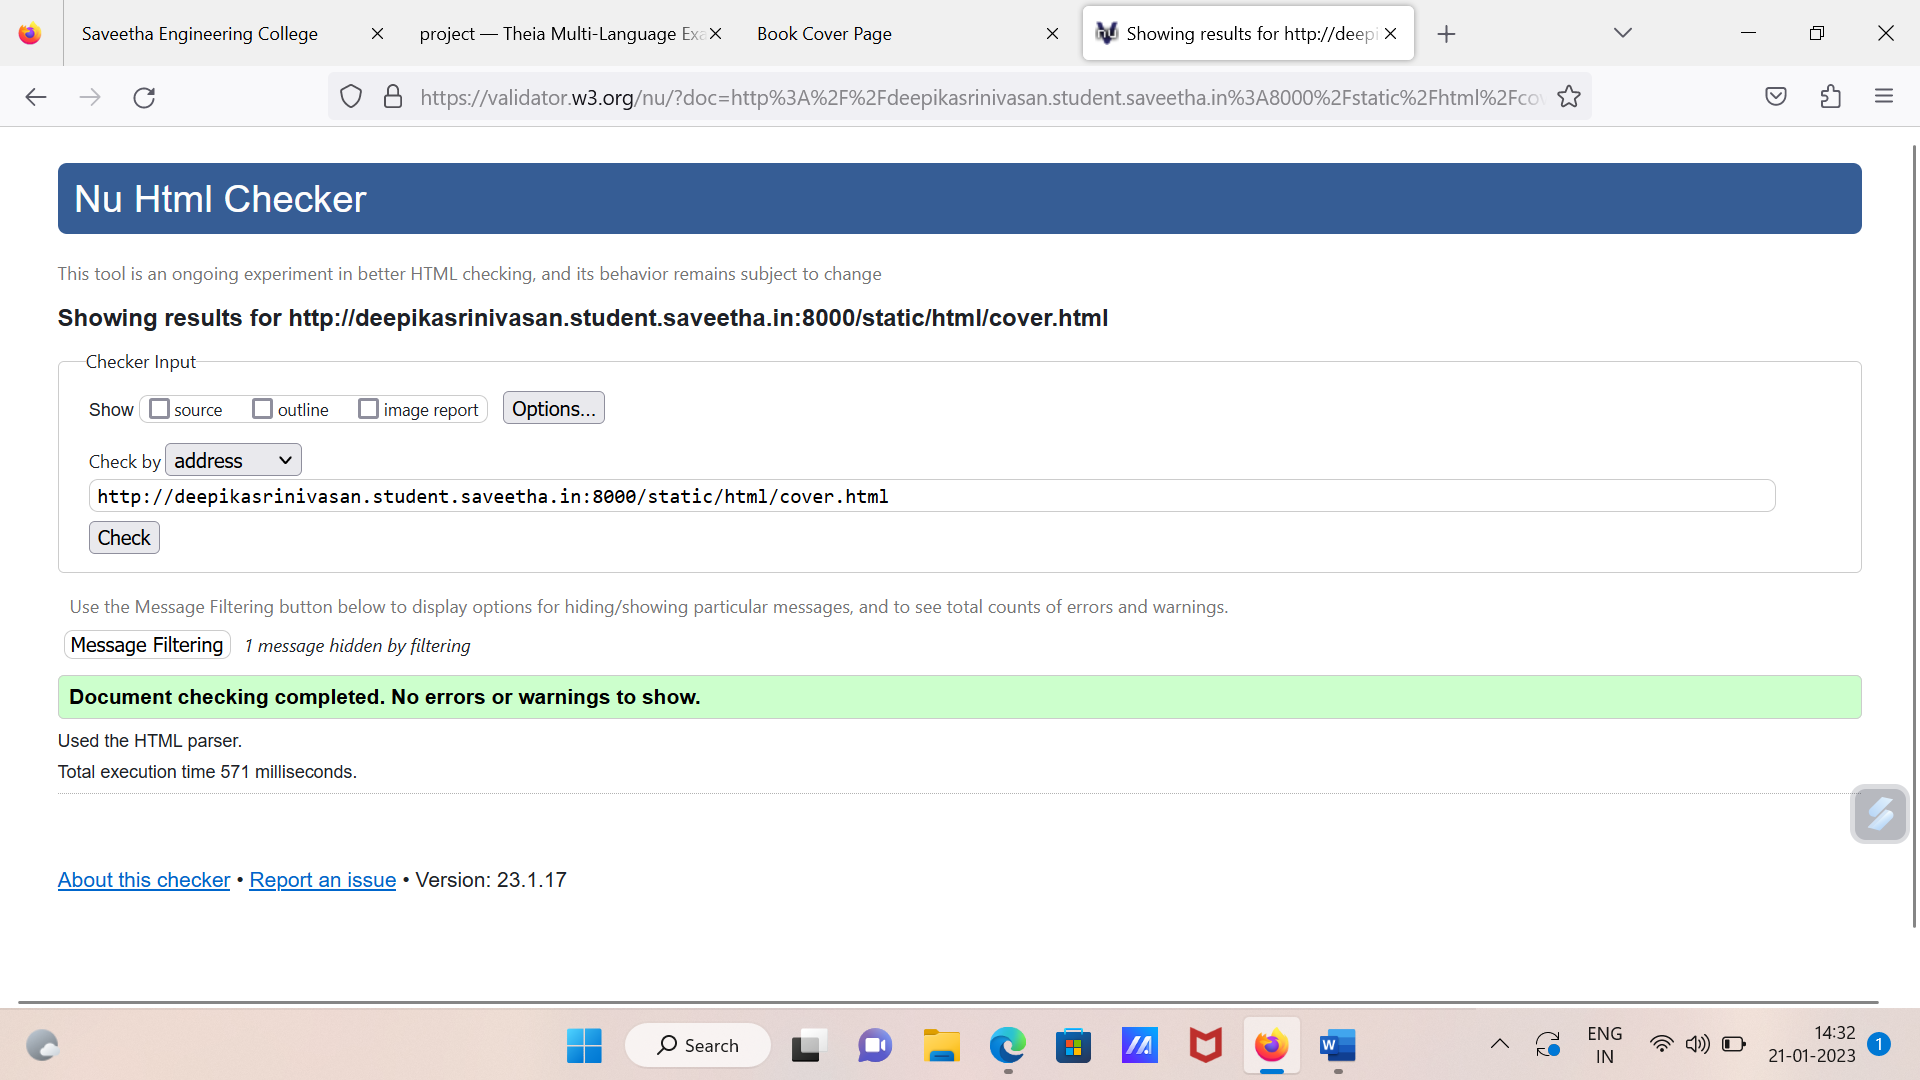 Saveetha Engineering College
project — Theia Multi-Language Exa
Book Cover Page
Showing results for http://deepi
https://validator.w3.org/nu/?doc=http%3A%2F%2Fdeepikasrinivasan.student.saveetha.in%3A8000%2Fstatic%2Fhtml%2Fcov
Nu Html Checker
This tool is an ongoing experiment in better HTML checking, and its behavior remains subject to change
Showing results for http://deepikasrinivasan.student.saveetha.in:8000/static/html/cover.html
Checker Input
Show source outline image report Options...
Check by address
http://deepikasrinivasan.student.saveetha.in:8000/static/html/cover.html
Check
Use the Message Filtering button below to display options for hiding/showing particular messages, and to see total counts of errors and warnings.
Message Filtering 1 message hidden by filtering
Document checking completed. No errors or warnings to show.
Used the HTML parser.
Total execution time 571 milliseconds.
About this checker • Report an issue • Version: 23.1.17
Search
ENG
IN
14:32
21-01-2023
1